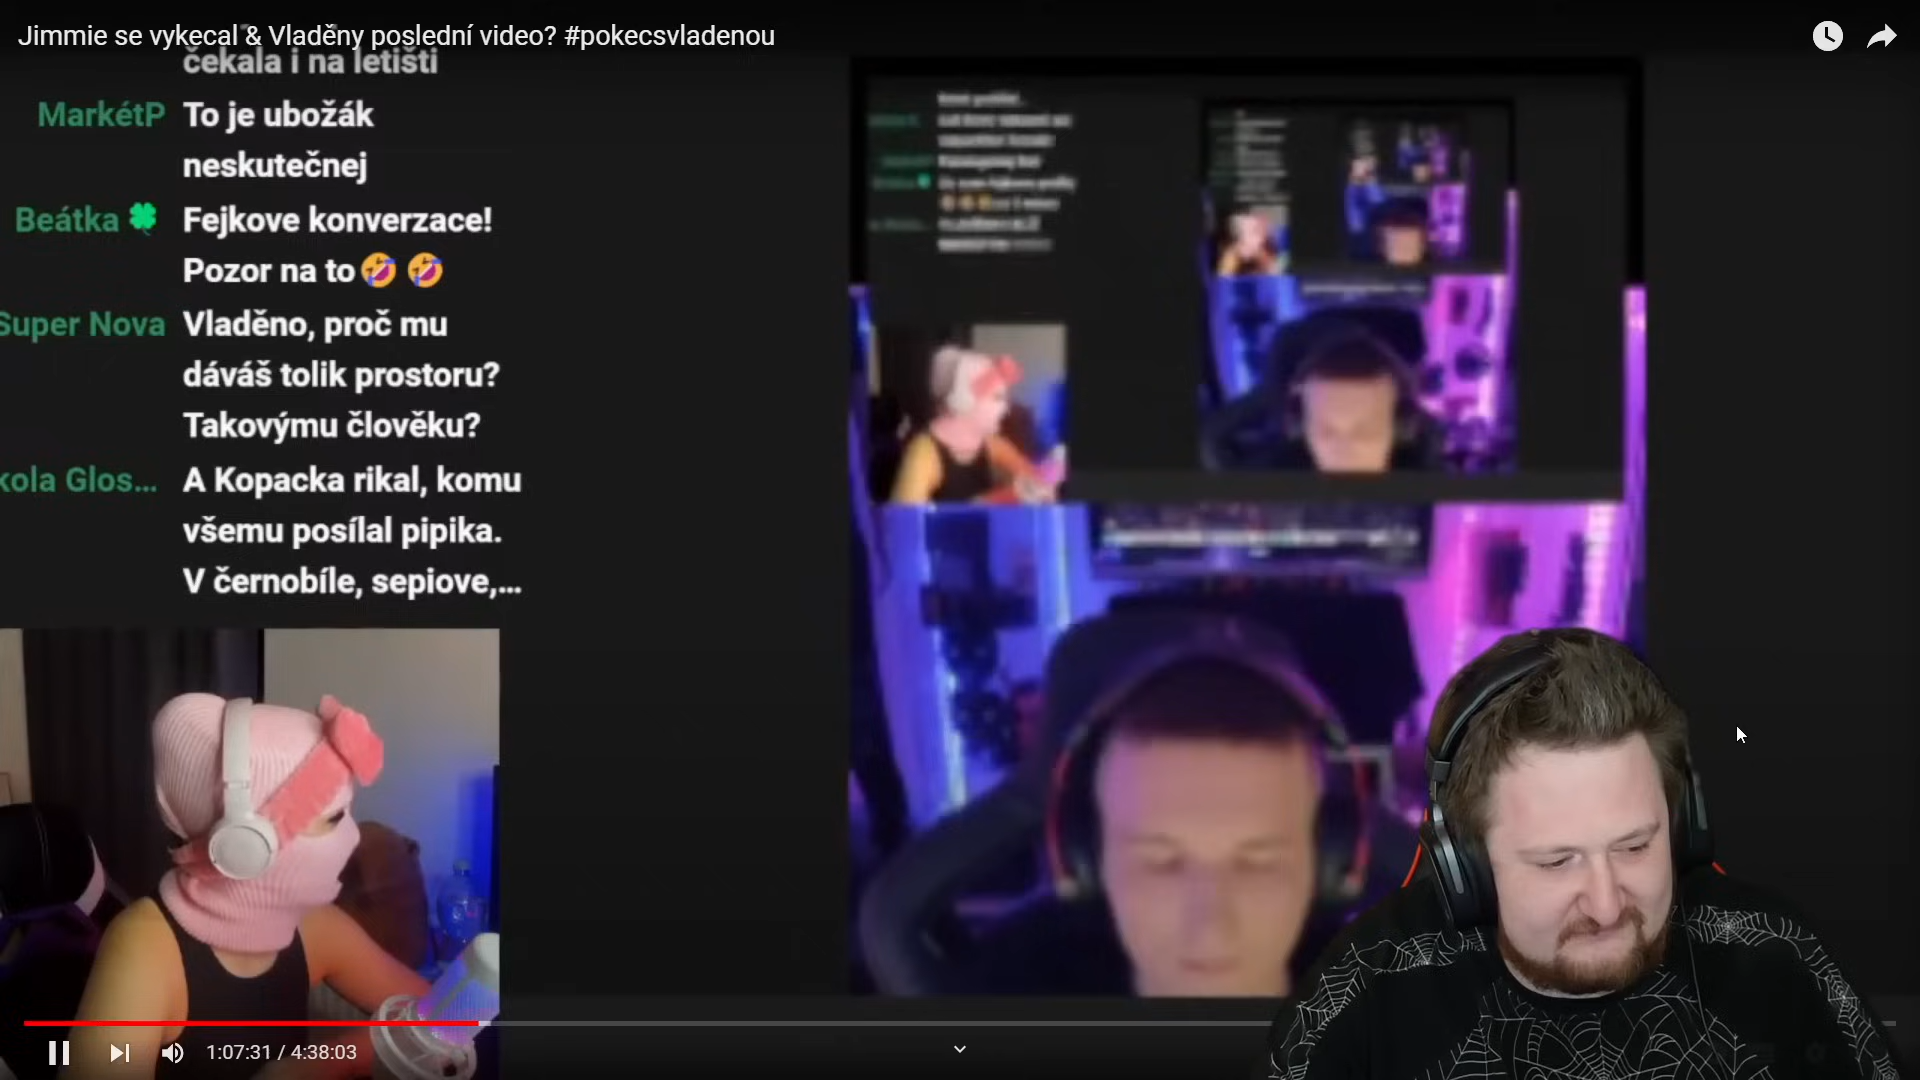 Jimmie se vykecal & Vladěny poslední video? #pokecsvladenou
čekala i na letišti
MarkétP To je ubožák
neskutečnej
Beátka🍀 Fejkove konverzace!
Pozor na to🤣🤣
Super Nova Vladěno, proč mu
dáváš tolik prostoru?
Takovýmu člověku?
kola Glos... A Kopacka rikal, komu
všemu posílal pipika.
V černobíle, sepiove,...
1:07:31 / 4:38:03